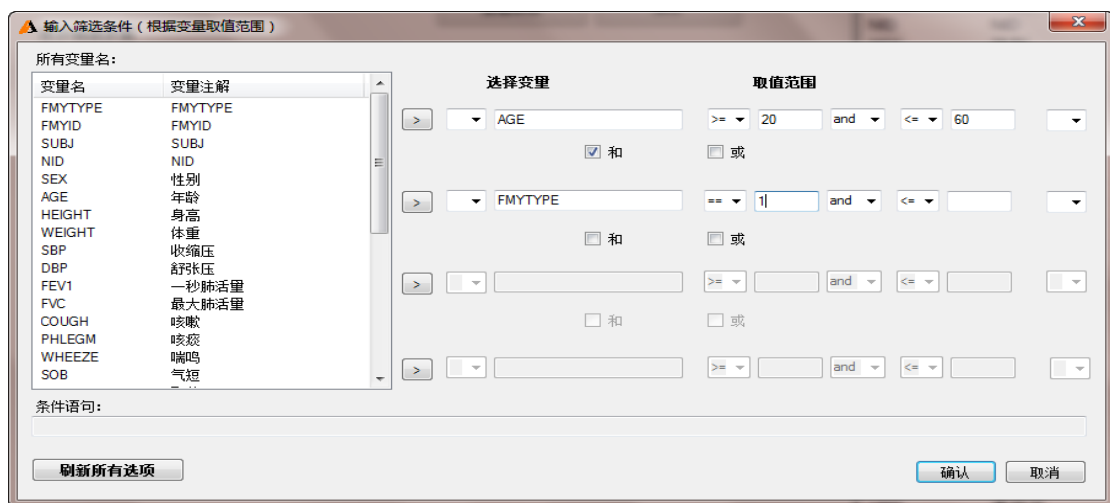 输入筛选条件（根据变量取值范围）
所有变量名：
变量名 变量注解
FMYTYPE FMYTYPE
FMYID FMYID
SUBJ SUBJ
NID NID
SEX 性别
AGE 年龄
HEIGHT 身高
WEIGHT 体重
SBP 收缩压
DBP 舒张压
FEV1 一秒肺活量
FVC 最大肺活量
COUGH 咳嗽
PHLEGM 咳痰
WHEEZE 喘鸣
SOB 气短
选择变量 取值范围
> AGE >= 20 and <= 60
和 或
> FMYTYPE == 1 and <=
和 或
> >= and <=
和 或
> >= and <=
条件语句：
刷新所有选项 确认 取消